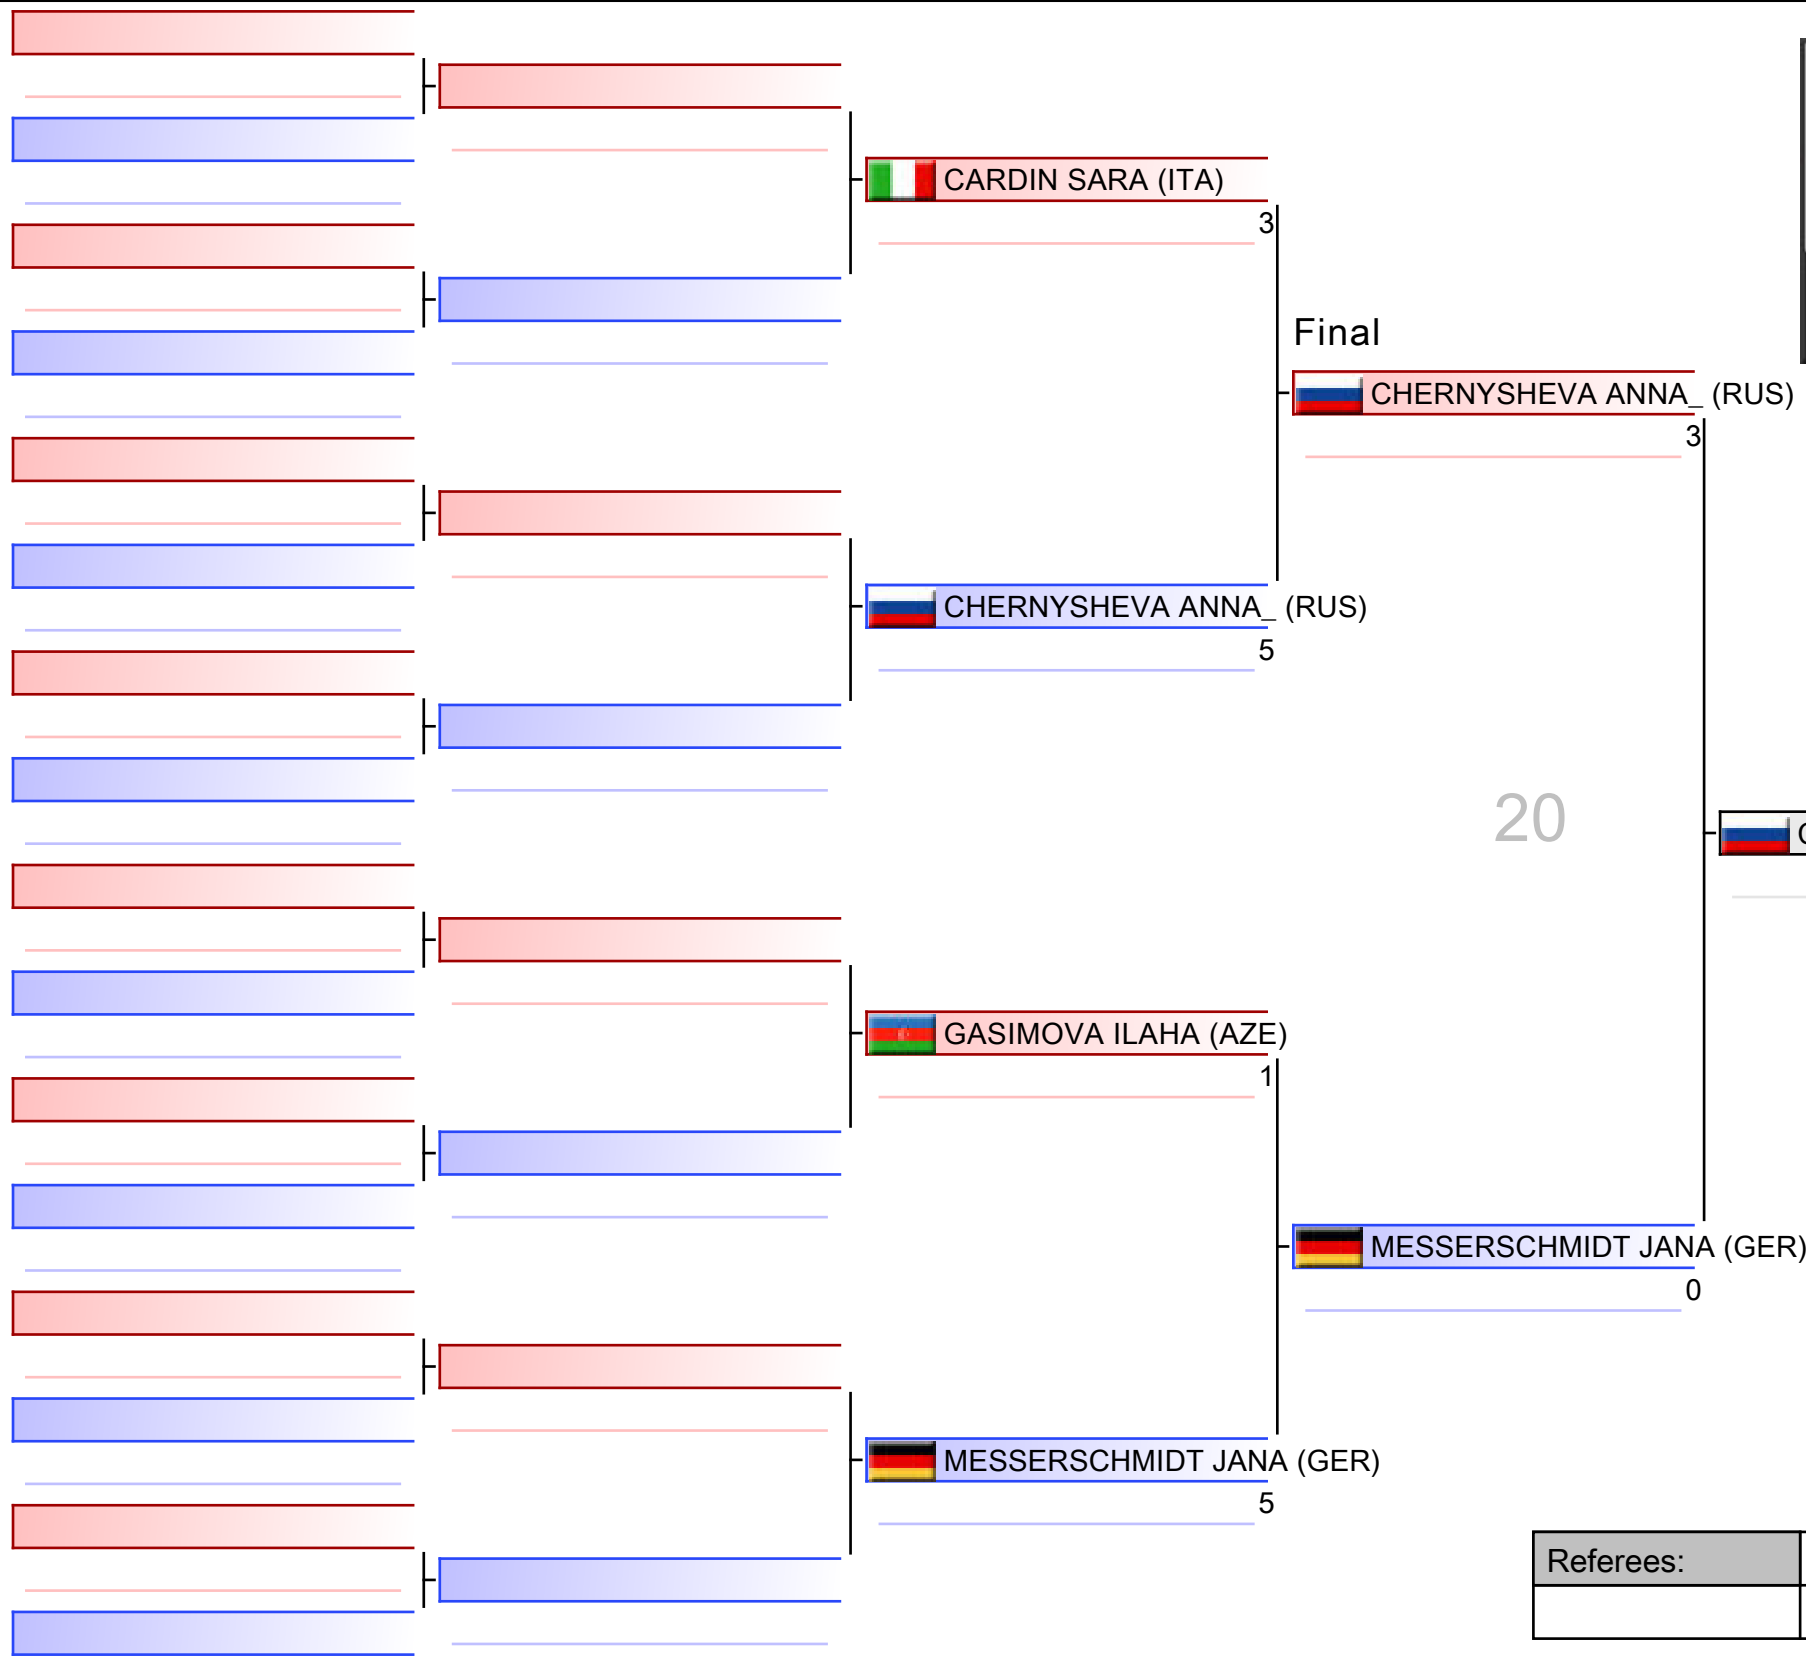 CARDIN SARA (ITA)
3
Final
CHERNYSHEVA ANNA_ (RUS)
3
CHERNYSHEVA ANNA_ (RUS)
5
20
GASIMOVA ILAHA (AZE)
1
MESSERSCHMIDT JANA (GER)
0
MESSERSCHMIDT JANA (GER)
5
Referees: